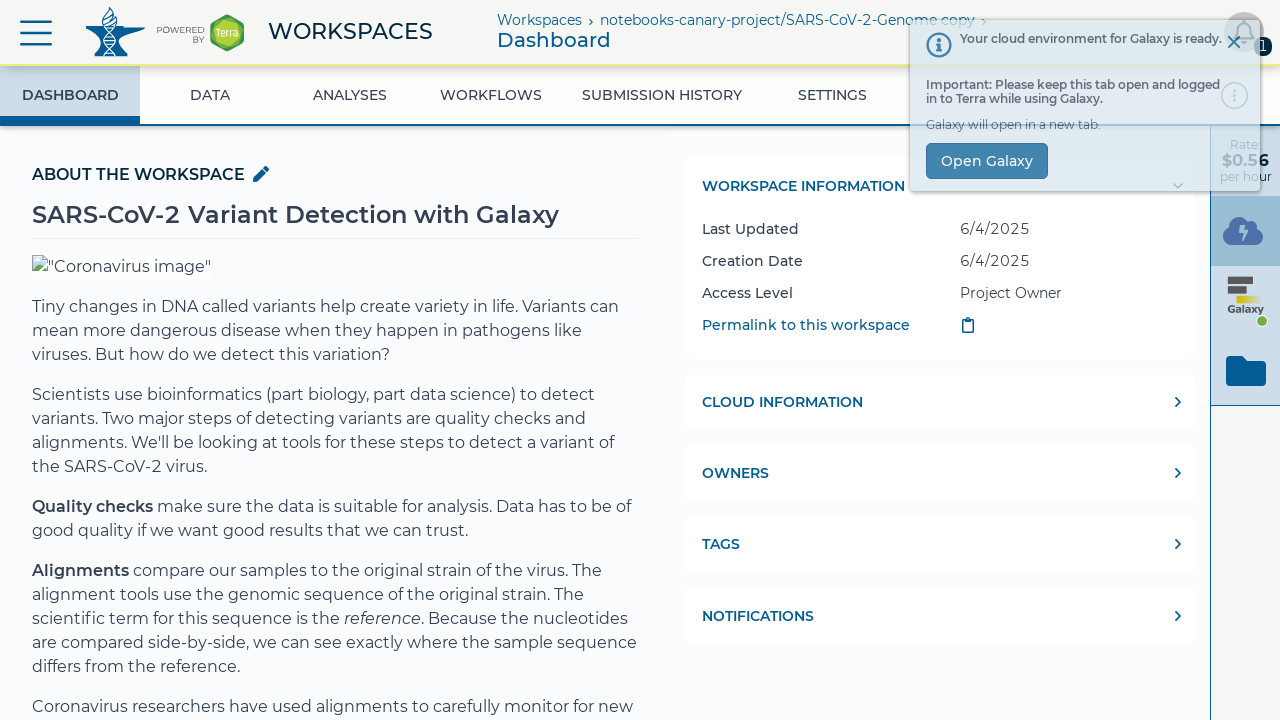 POWERED
BY
Terra
WORKSPACES
Workspaces › notebooks-canary-project/SARS-CoV-2-Genome copy ›
Dashboard
1
Your cloud environment for Galaxy is ready.
Important: Please keep this tab open and logged
in to Terra while using Galaxy.
Galaxy will open in a new tab.
Open Galaxy
DASHBOARD
DATA
ANALYSES
WORKFLOWS
SUBMISSION HISTORY
SETTINGS
Rate:
$0.56
per hour
Galaxy
ABOUT THE WORKSPACE
SARS-CoV-2 Variant Detection with Galaxy
"Coronavirus image"
Tiny changes in DNA called variants help create variety in life. Variants can
mean more dangerous disease when they happen in pathogens like
viruses. But how do we detect this variation?
Scientists use bioinformatics (part biology, part data science) to detect
variants. Two major steps of detecting variants are quality checks and
alignments. We'll be looking at tools for these steps to detect a variant of
the SARS-CoV-2 virus.
Quality checks make sure the data is suitable for analysis. Data has to be of
good quality if we want good results that we can trust.
Alignments compare our samples to the original strain of the virus. The
alignment tools use the genomic sequence of the original strain. The
scientific term for this sequence is the reference. Because the nucleotides
are compared side-by-side, we can see exactly where the sample sequence
differs from the reference.
Coronavirus researchers have used alignments to carefully monitor for new
WORKSPACE INFORMATION
Last Updated 6/4/2025
Creation Date 6/4/2025
Access Level Project Owner
Permalink to this workspace
CLOUD INFORMATION
OWNERS
TAGS
NOTIFICATIONS